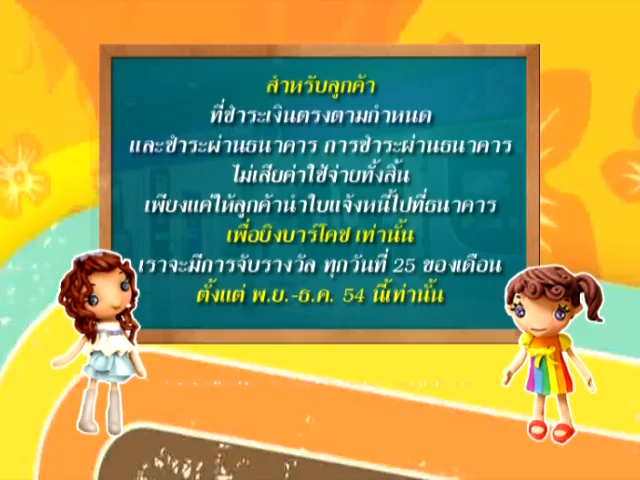 สำหรับลูกค้า
ที่ชำระเงินตรงตามกำหนด
และชำระผ่านธนาคาร การชำระผ่านธนาคาร
ไม่เสียค่าใช้จ่ายทั้งสิ้น
เพียงแค่ให้ลูกค้านำใบแจ้งหนี้ไปที่ธนาคาร
เพื่อยิงบาร์โคช เท่านั้น
เราจะมีการจับรางวัล ทุกวันที่ 25 ของเดือน
ตั้งแต่ พ.ย.-ธ.ค. 54 นี้เท่านั้น